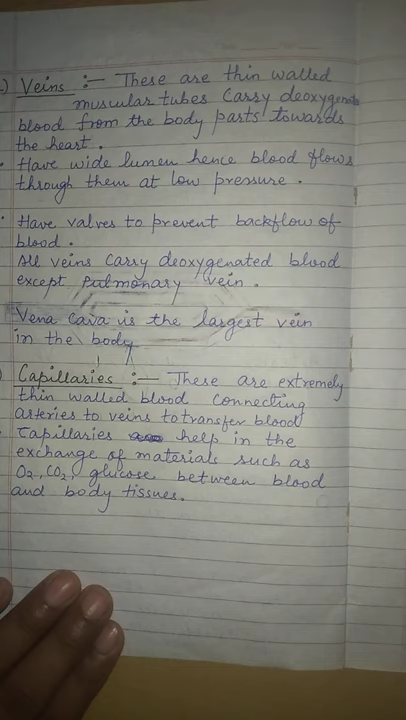 ) Veins :— These are thin walled
muscular tubes Carry deoxygenate
blood from the body parts towards
the heart.
• Have wide lumen hence blood flows
through them at low pressure.
• Have valves to prevent backflow of
blood.
All veins Carry deoxygenated blood
except Pulmonary vein.
Vena Cava is the largest vein
in the body
) Capillaries :— These are extremely
thin walled blood connecting
arteries to veins to transfer blood
Capillaries help in the
exchange of materials such as
O2, CO2, glucose between blood
and body tissues.